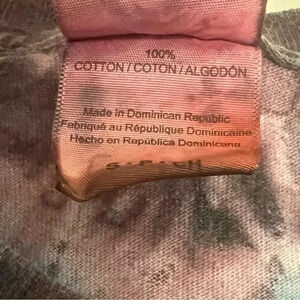 100%
COTTON / COTON / ALGODÓN
Made in Dominican Republic
Fabriqué au République Dominicaine
Hecho en República Dominicana